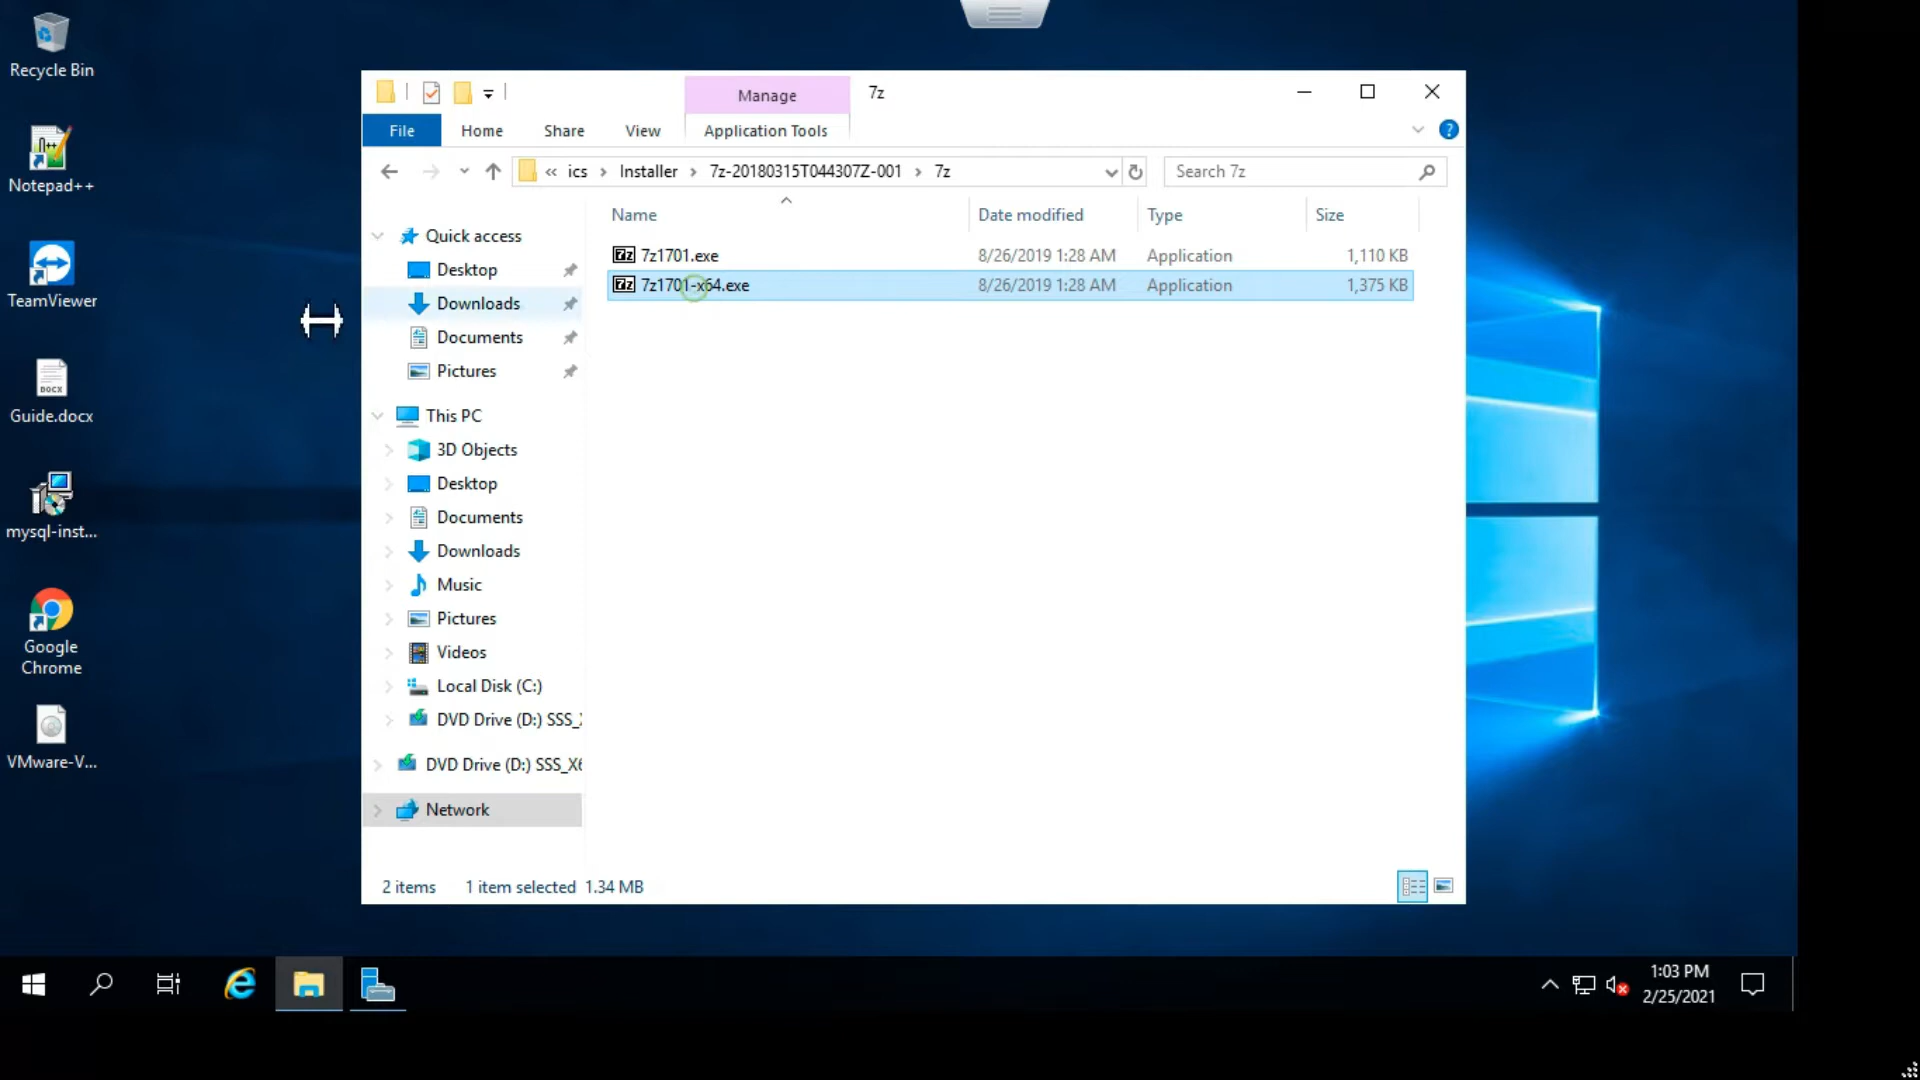 Recycle Bin
Notepad++
TeamViewer
DOCX
Guide.docx
mysql-inst...
Google
Chrome
VMware-V...
Manage
7z
File
Home
Share
View
Application Tools
?
«
ics
›
Installer
›
7z-20180315T044307Z-001
›
7z
Search 7z
Name
Date modified
Type
Size
7z
7z1701.exe
8/26/2019 1:28 AM
Application
1,110 KB
7z
7z1701-x64.exe
8/26/2019 1:28 AM
Application
1,375 KB
Quick access
Desktop
Downloads
Documents
Pictures
This PC
3D Objects
Desktop
Documents
Downloads
Music
Pictures
Videos
Local Disk (C:)
DVD Drive (D:) SSS_
DVD Drive (D:) SSS_X6
Network
2 items
1 item selected 1.34 MB
1:03 PM
2/25/2021